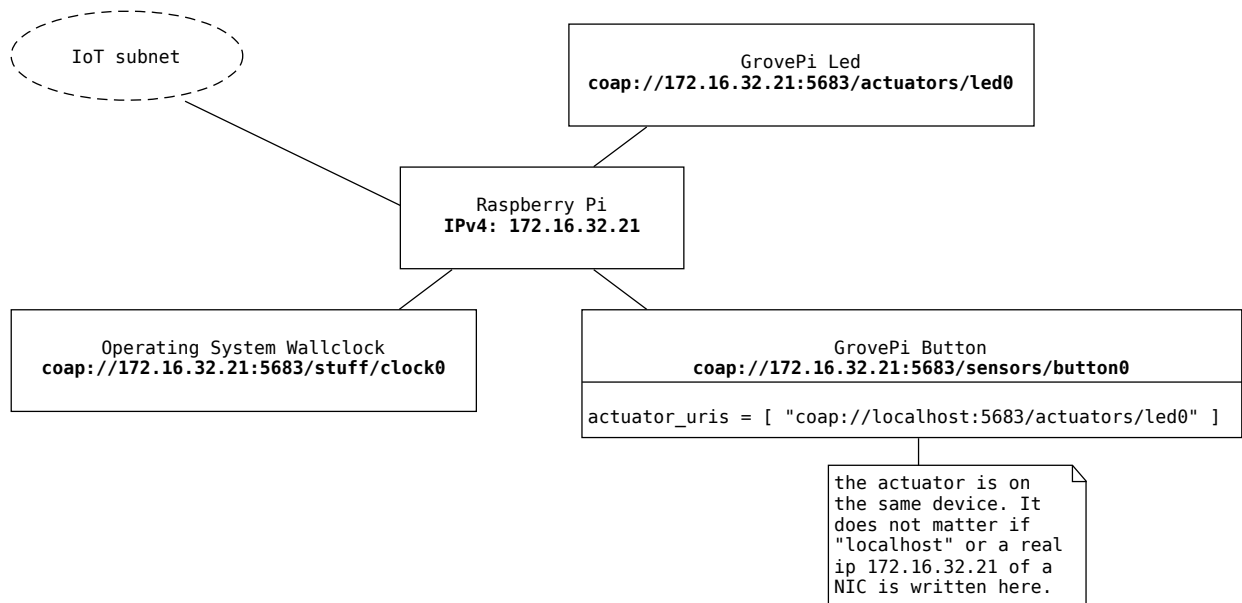 IoT subnet
GrovePi Led
coap://172.16.32.21:5683/actuators/led0
Raspberry Pi
IPv4: 172.16.32.21
Operating System Wallclock
coap://172.16.32.21:5683/stuff/clock0
GrovePi Button
coap://172.16.32.21:5683/sensors/button0
actuator_uris = [ "coap://localhost:5683/actuators/led0" ]
the actuator is on
the same device. It
does not matter if
"localhost" or a real
ip 172.16.32.21 of a
NIC is written here.